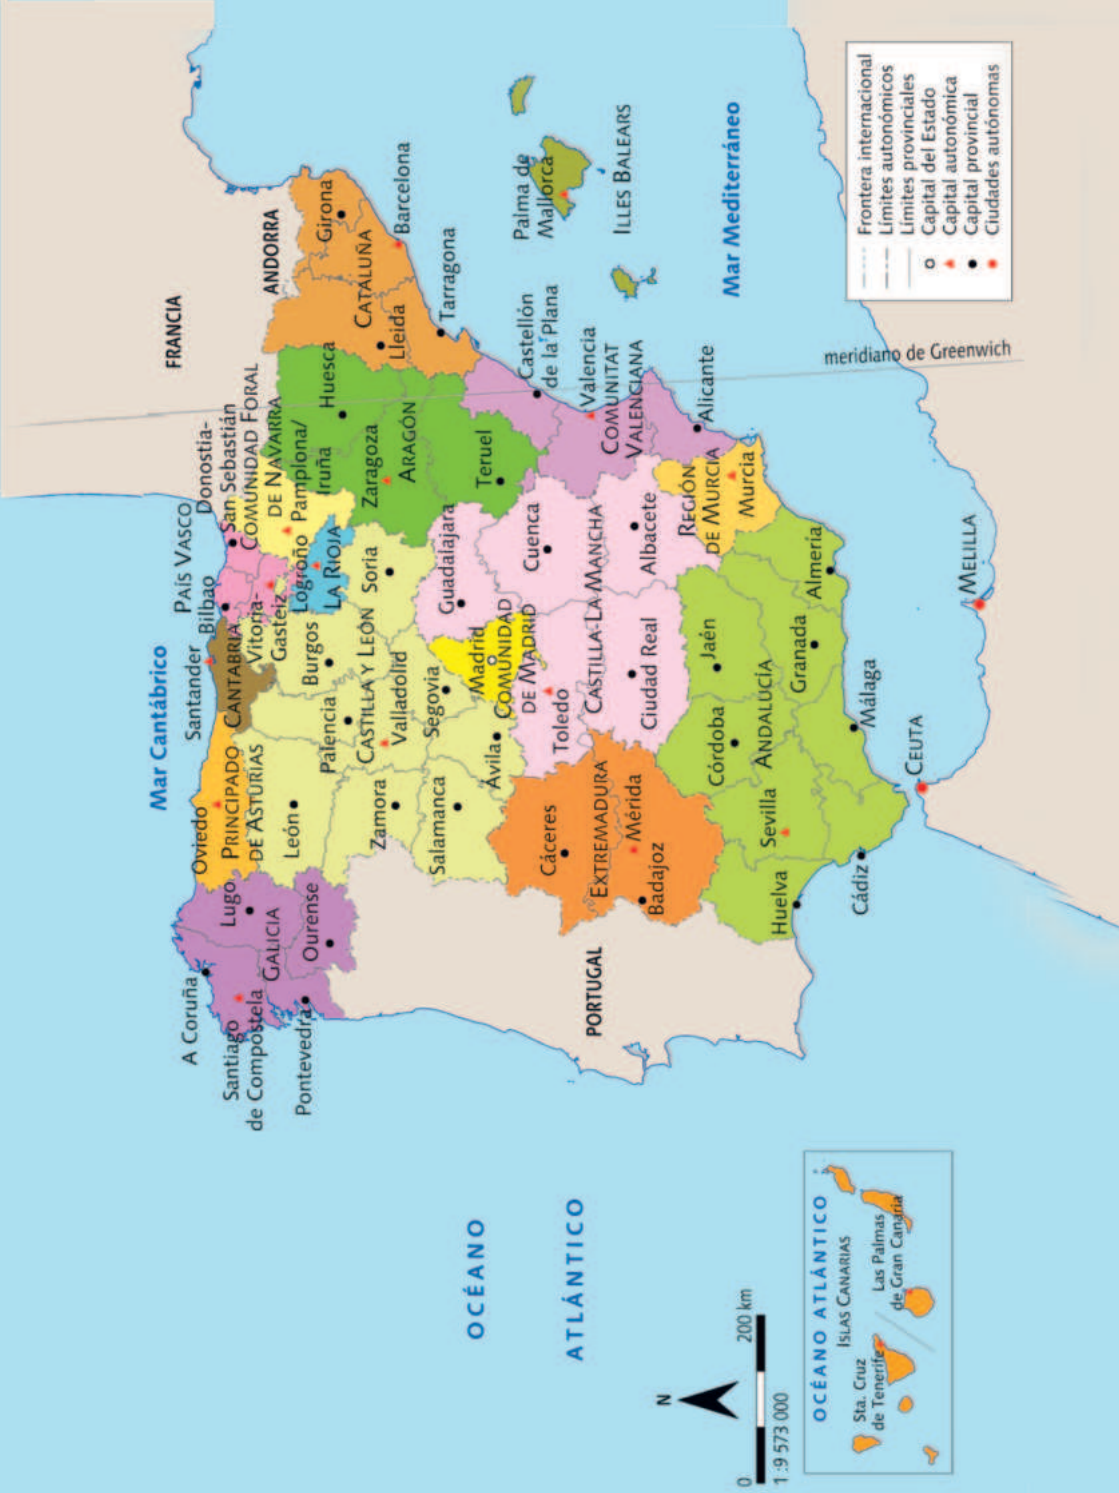 Mar Cantábrico
FRANCIA
ANDORRA
A Coruña
Lugo
Santiago
de Compostela
GALICIA
Pontevedra
Ourense
Oviedo
PRINCIPADO
DE ASTURIAS
Santander
CANTABRIA
PAÍS VASCO
Bilbao
Donostia-
San Sebastián
Vitoria-
Gasteiz
COMUNIDAD FORAL
DE NAVARRA
Pamplona/
Iruña
Logroño
LA RIOJA
León
Burgos
Palencia
CASTILLA Y LEÓN
Valladolid
Zamora
Soria
Segovia
Salamanca
Ávila
Huesca
Zaragoza
ARAGÓN
Teruel
Girona
CATALUÑA
Lleida
Barcelona
Tarragona
Guadalajara
Madrid
COMUNIDAD
DE MADRID
Cuenca
Toledo
CASTILLA-LA MANCHA
Ciudad Real
Albacete
Castellón
de la Plana
Valencia
COMUNITAT
VALENCIANA
Alicante
Palma de
Mallorca
ILLES BALEARS
Mar Mediterráneo
Cáceres
EXTREMADURA
Mérida
Badajoz
PORTUGAL
REGIÓN
DE MURCIA
Murcia
Jaén
Córdoba
ANDALUCÍA
Sevilla
Huelva
Granada
Almería
Málaga
Cádiz
CEUTA
MELILLA
meridiano de Greenwich
OCÉANO
ATLÁNTICO
N
0
200 km
1:9 573 000
OCÉANO ATLÁNTICO
ISLAS CANARIAS
Sta. Cruz
de Tenerife
Las Palmas
de Gran Canaria
Frontera internacional
Límites autonómicos
Límites provinciales
Capital del Estado
Capital autonómica
Capital provincial
Ciudades autónomas